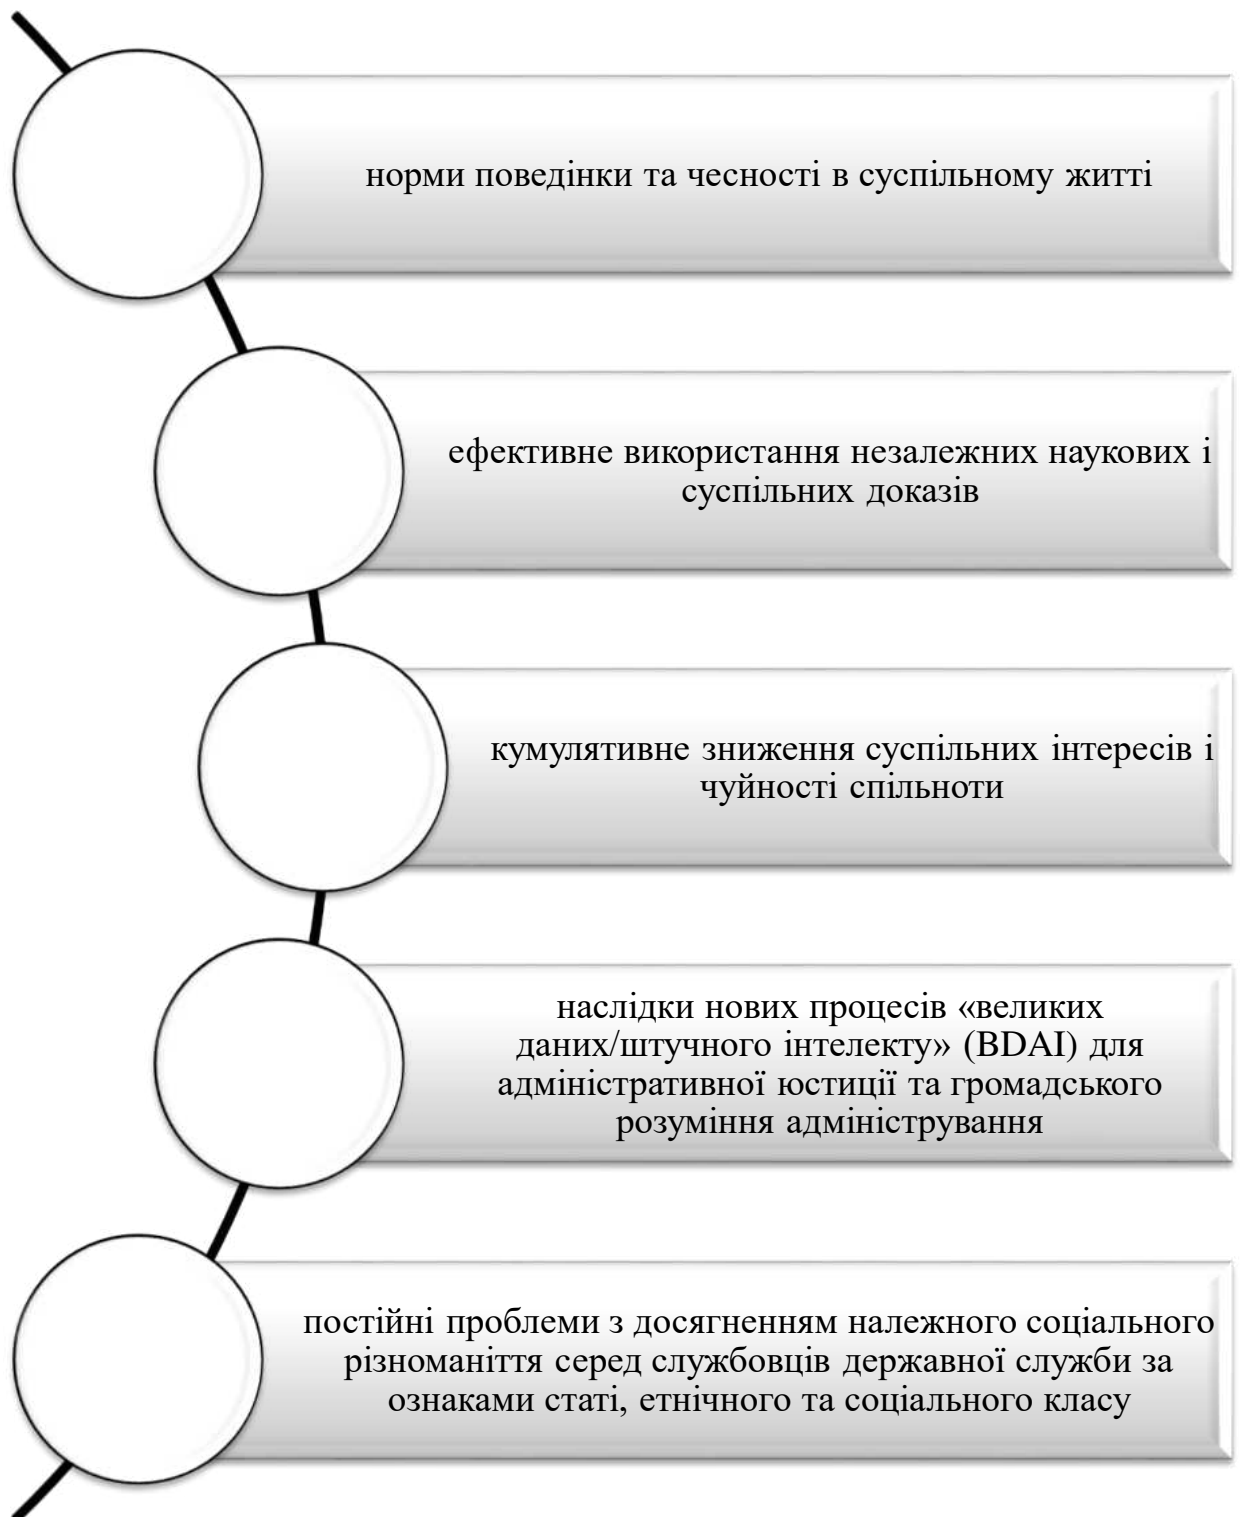 норми поведінки та чесності в суспільному житті
ефективне використання незалежних наукових і
суспільних доказів
кумулятивне зниження суспільних інтересів і
чуйності спільноти
наслідки нових процесів «великих
даних/штучного інтелекту» (BDAI) для
адміністративної юстиції та громадського
розуміння адміністрування
постійні проблеми з досягненням належного соціального
різноманіття серед службовців державної служби за
ознаками статі, етнічного та соціального класу